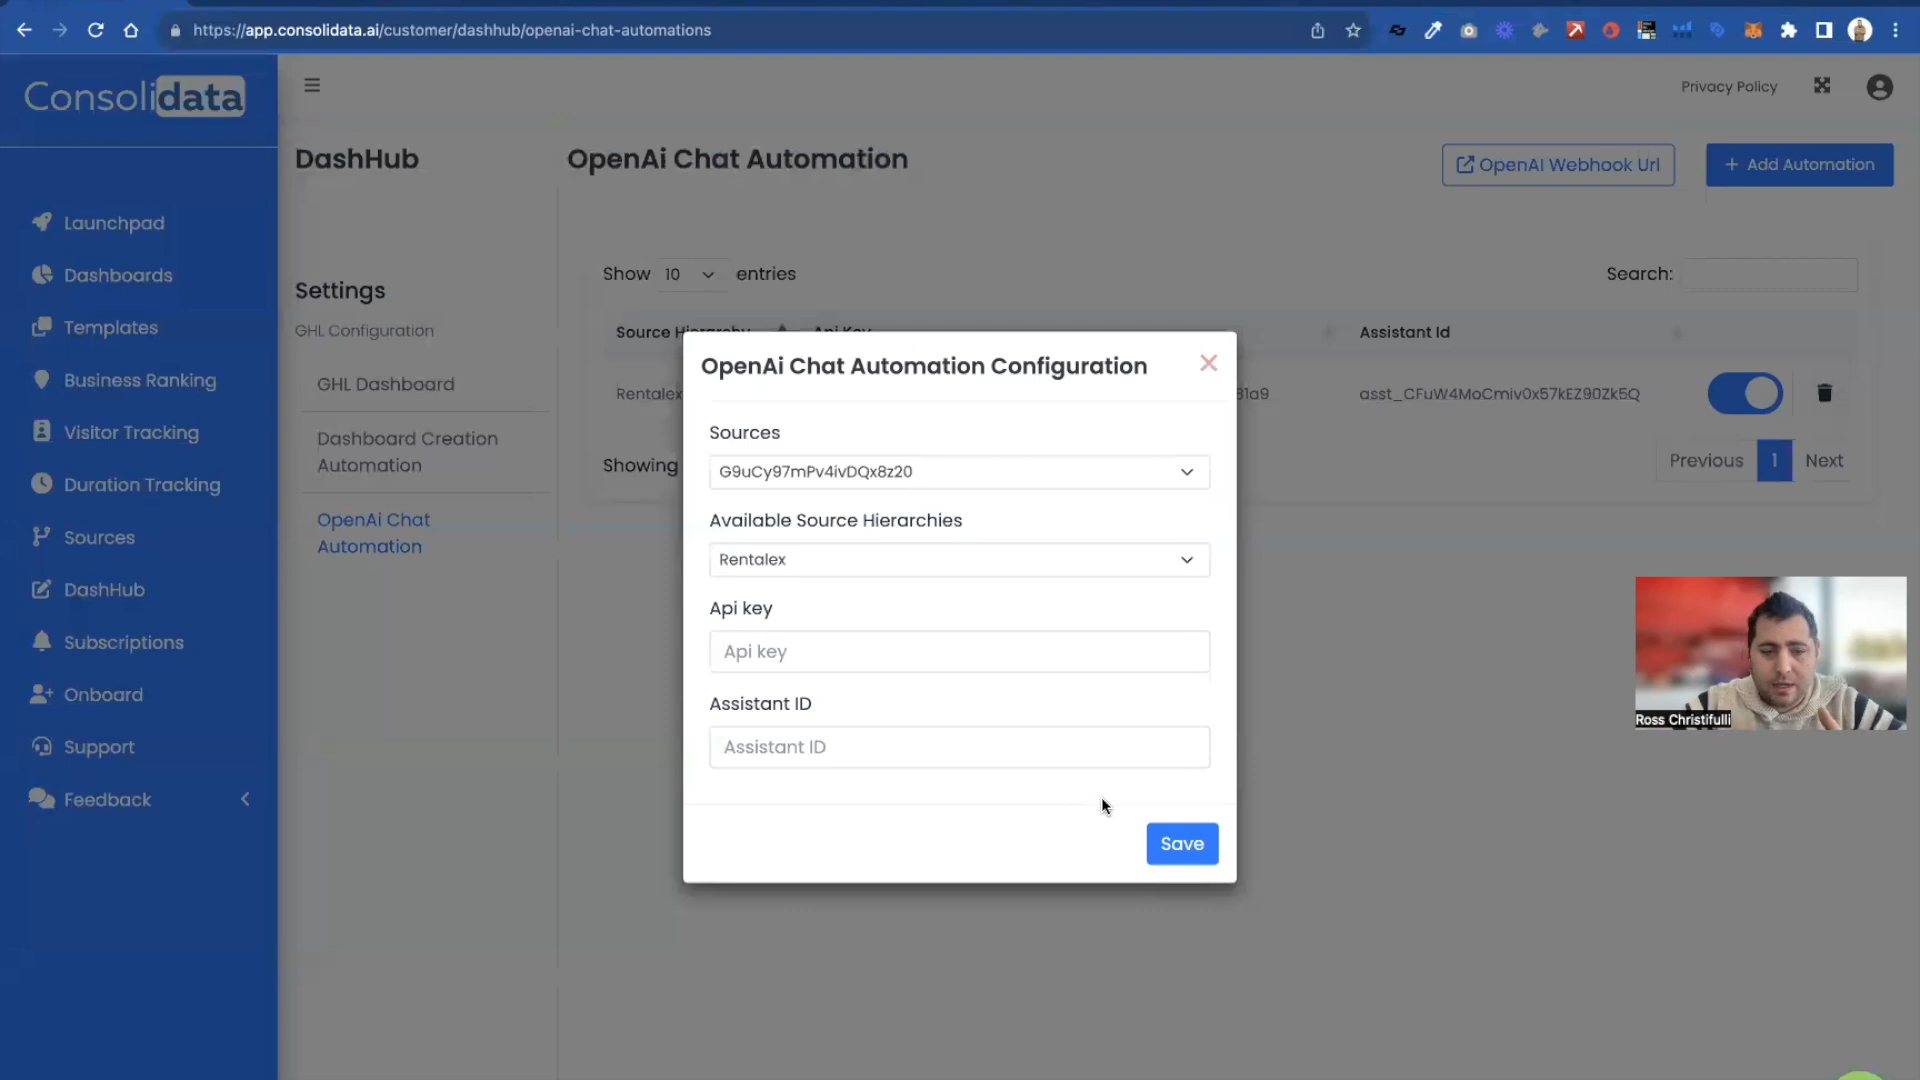 https://app.consolidata.ai/customer/dashhub/openai-chat-automations
Consolidata
Privacy Policy
DashHub
OpenAi Chat Automation
OpenAI Webhook Url
+ Add Automation
Launchpad
Dashboards
Templates
Business Ranking
Visitor Tracking
Duration Tracking
Sources
DashHub
Subscriptions
Onboard
Support
Feedback
Settings
GHL Configuration
GHL Dashboard
Dashboard Creation
Automation
OpenAi Chat
Automation
Show 10 entries
Search:
Source Hierarchy Api Key Assistant Id
Rentalex 81a9 asst_CFuW4MoCmiv0x57kEZ90Zk5Q
Showing
Previous 1 Next
OpenAi Chat Automation Configuration
Sources
G9uCy97mPv4ivDQx8z20
Available Source Hierarchies
Rentalex
Api key
Api key
Assistant ID
Assistant ID
Save
Ross Christifulli